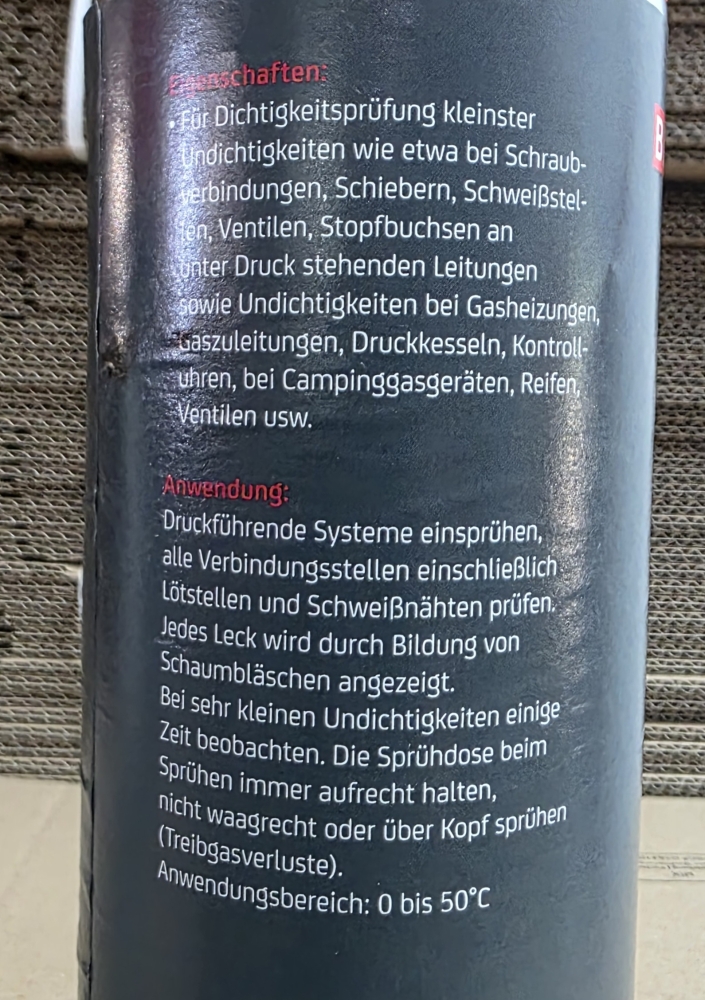 Eigenschaften:
• Für Dichtigkeitsprüfung kleinster
Undichtigkeiten wie etwa bei Schraub-
verbindungen, Schiebern, Schweißstel-
len, Ventilen, Stopfbuchsen an
unter Druck stehenden Leitungen
sowie Undichtigkeiten bei Gasheizungen,
Gaszuleitungen, Druckkesseln, Kontroll-
uhren, bei Campinggasgeräten, Reifen,
Ventilen usw.
Anwendung:
Druckführende Systeme einsprühen,
alle Verbindungsstellen einschließlich
Lötstellen und Schweißnähten prüfen.
Jedes Leck wird durch Bildung von
Schaumbläschen angezeigt.
Bei sehr kleinen Undichtigkeiten einige
Zeit beobachten. Die Sprühdose beim
Sprühen immer aufrecht halten,
nicht waagrecht oder über Kopf sprühen
(Treibgasverluste).
Anwendungsbereich: 0 bis 50°C
B